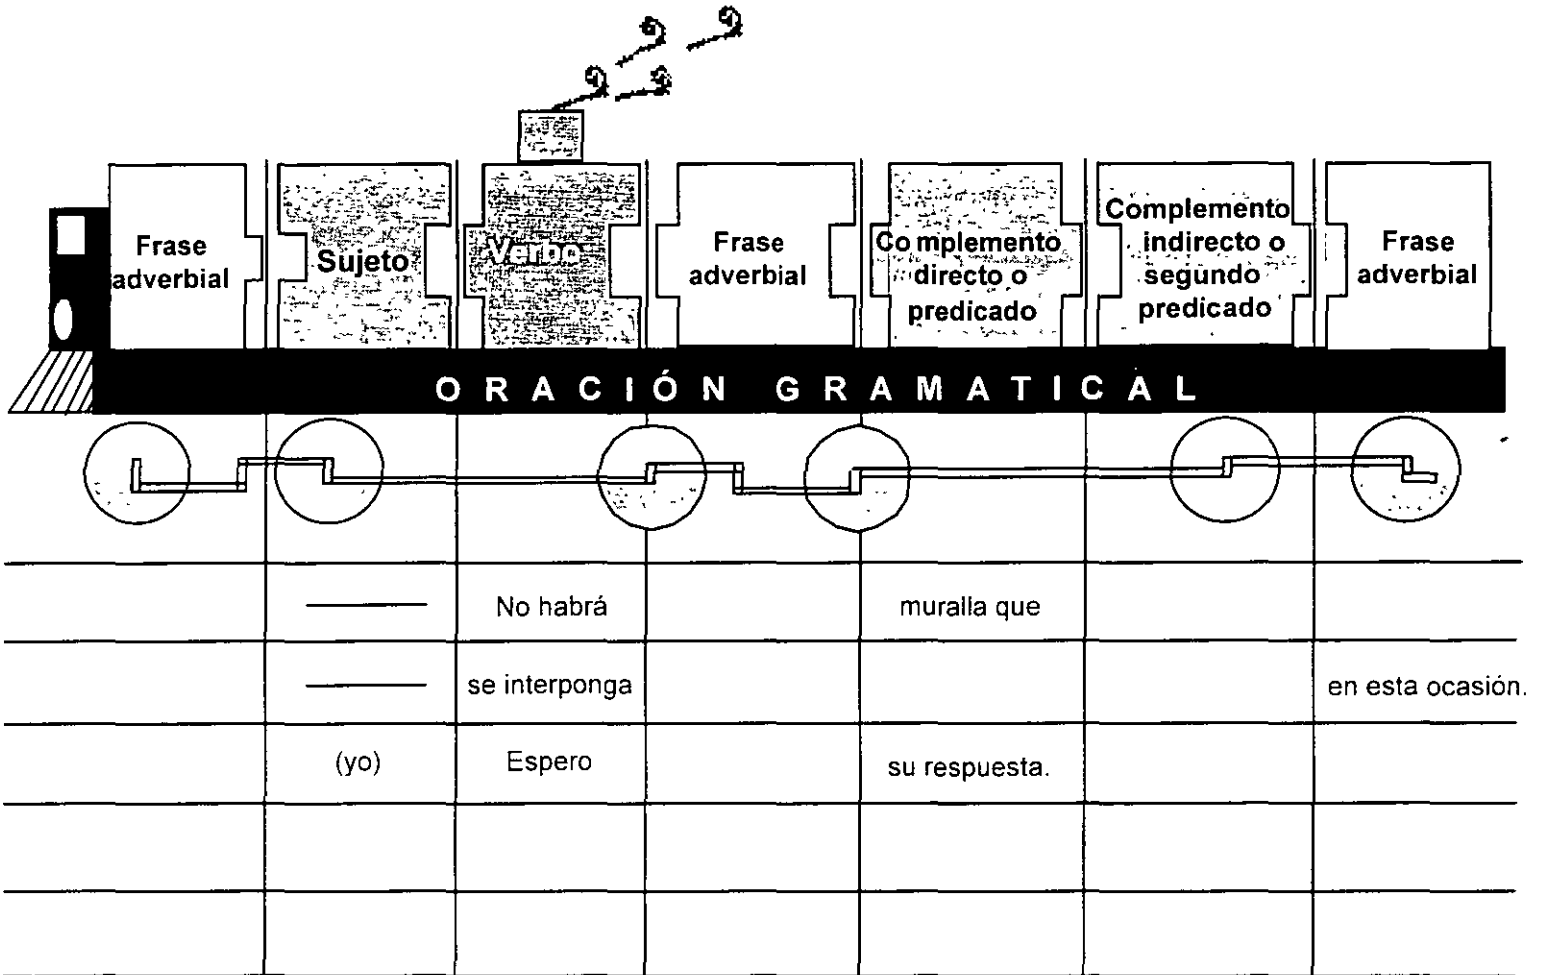 Frase
adverbial
Sujeto
Verbo
Frase
adverbial
Complemento
directo o
predicado
Complemento
indirecto o
segundo
predicado
Frase
adverbial
ORACIÓN GRAMATICAL
No habrá
muralla que
se interponga
en esta ocasión.
(yo)
Espero
su respuesta.